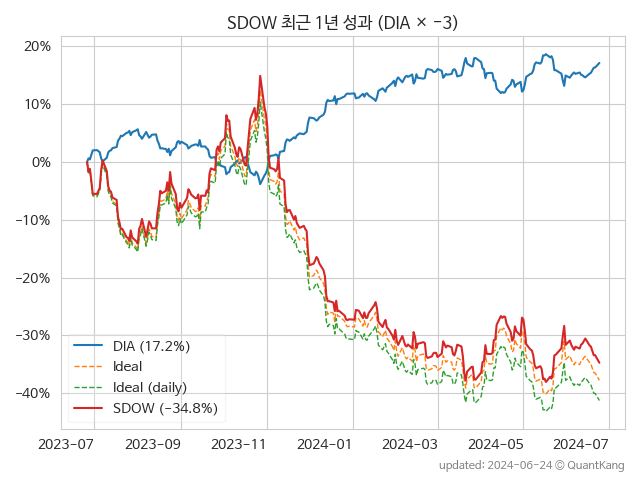 SDOW 최근 1년 성과 (DIA × −3)
20%
10%
0%
−10%
−20%
−30%
−40%
DIA (17.2%)
Ideal
Ideal (daily)
SDOW (−34.8%)
2023-07 2023-09 2023-11 2024-01 2024-03 2024-05 2024-07
updated: 2024-06-24 © QuantKang